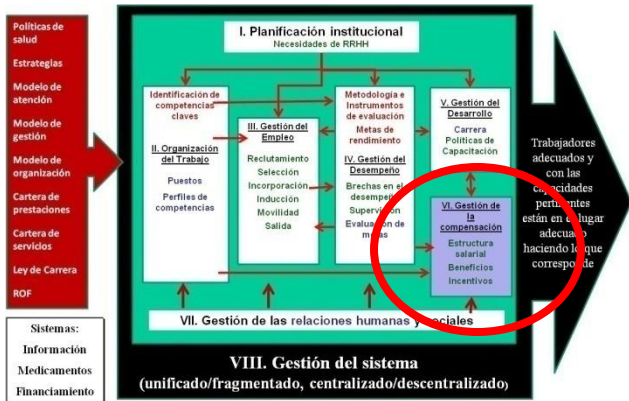 Políticas de
salud
Estrategias
Modelo de
atención
Modelo de
gestión
Modelo de
organización
Cartera de
prestaciones
Cartera de
servicios
Ley de Carrera
ROF
Sistemas:
Información
Medicamentos
Financiamiento
I. Planificación institucional
Necesidades de RRHH
Identificación de
competencias
claves
II. Organización
del Trabajo
Puestos
Perfiles de
competencias
III. Gestión del
Empleo
Reclutamiento
Selección
Incorporación
Inducción
Movilidad
Salida
Metodología e
Instrumentos
de evaluación
Metas de
rendimiento
IV. Gestión del
Desempeño
Brechas en el
desempeño
Supervisión
Evaluación de
metas
V. Gestión del
Desarrollo
Carrera
Políticas de
Capacitación
VI. Gestión de
la
compensación
Estructura
salarial
Beneficios
Incentivos
VII. Gestión de las relaciones humanas y sociales
VIII. Gestión del sistema
(unificado/fragmentado, centralizado/descentralizado)
Trabajadores
adecuados y
con las
capacidades
pertinentes
están en el lugar
adecuado
haciendo lo que
corresponde